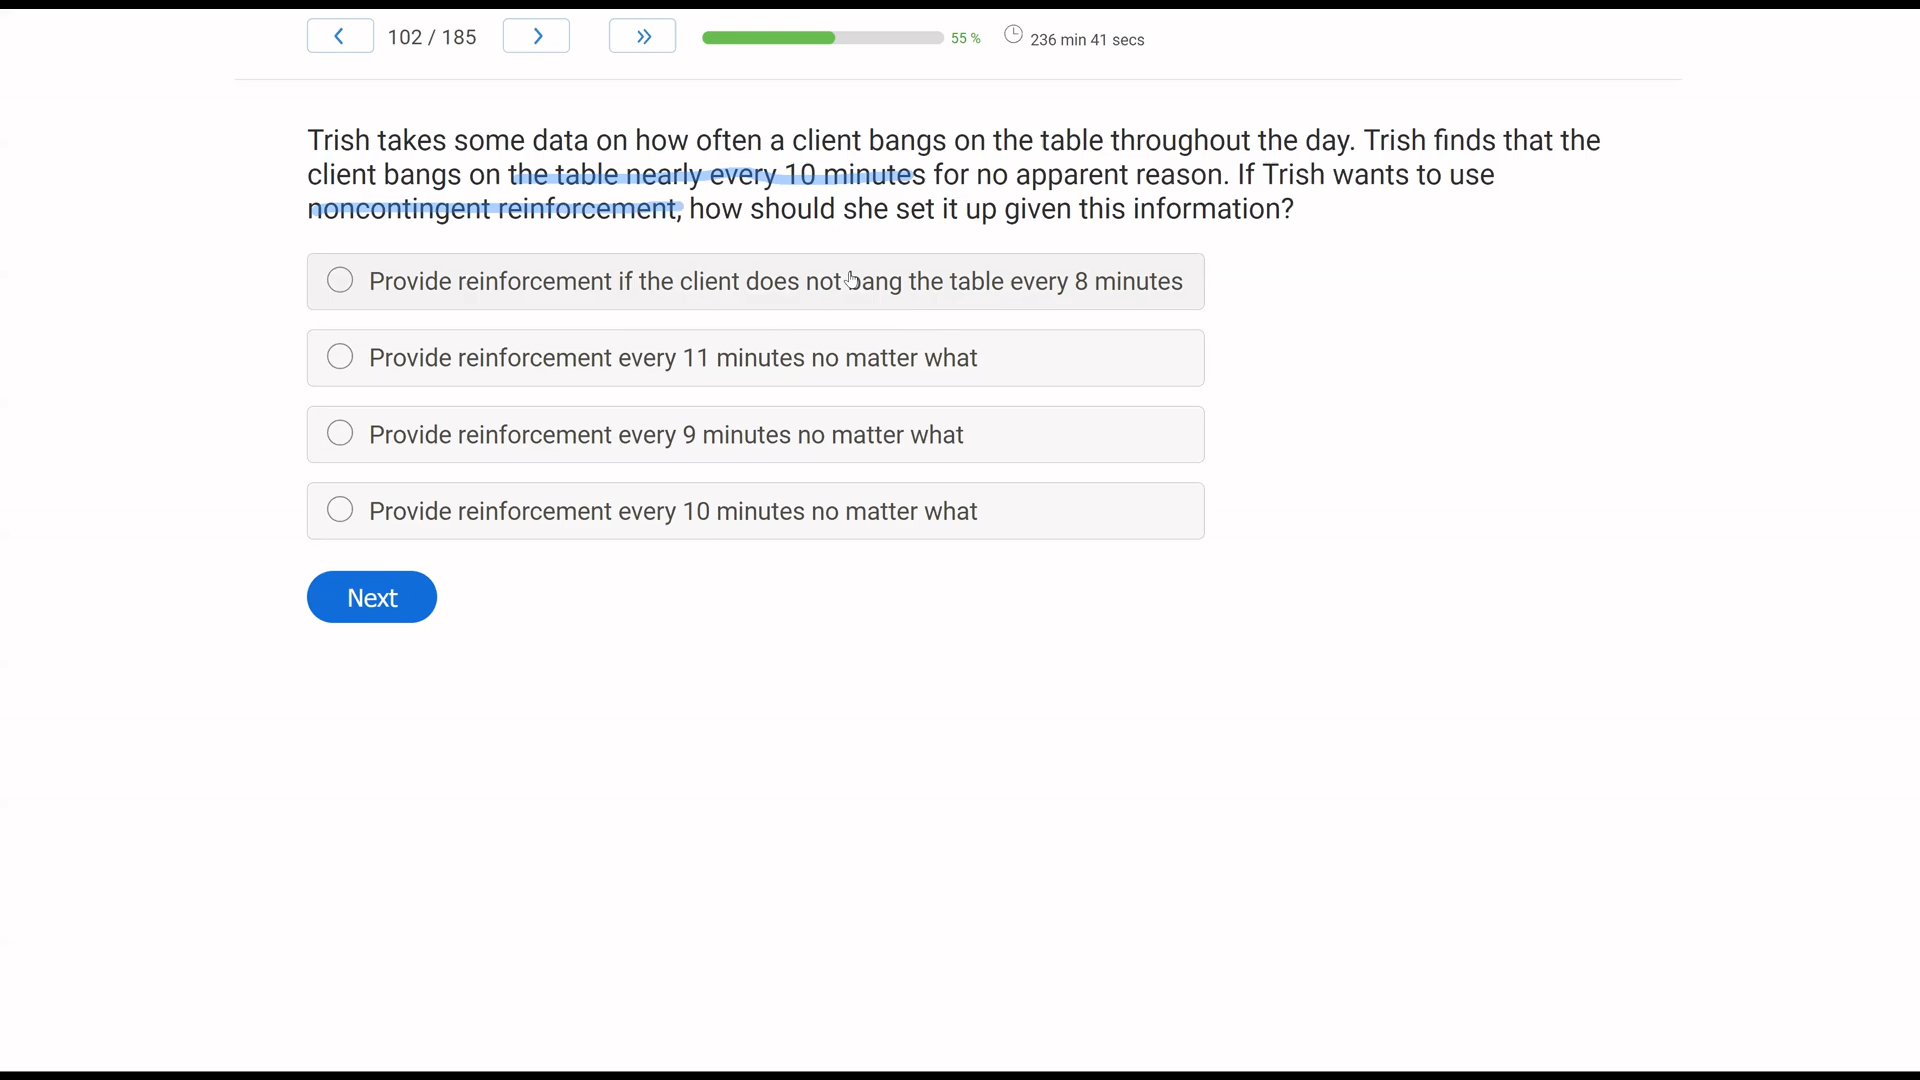 102 / 185
55 %
236 min 41 secs
Trish takes some data on how often a client bangs on the table throughout the day. Trish finds that the
client bangs on the table nearly every 10 minutes for no apparent reason. If Trish wants to use
noncontingent reinforcement, how should she set it up given this information?
Provide reinforcement if the client does not bang the table every 8 minutes
Provide reinforcement every 11 minutes no matter what
Provide reinforcement every 9 minutes no matter what
Provide reinforcement every 10 minutes no matter what
Next